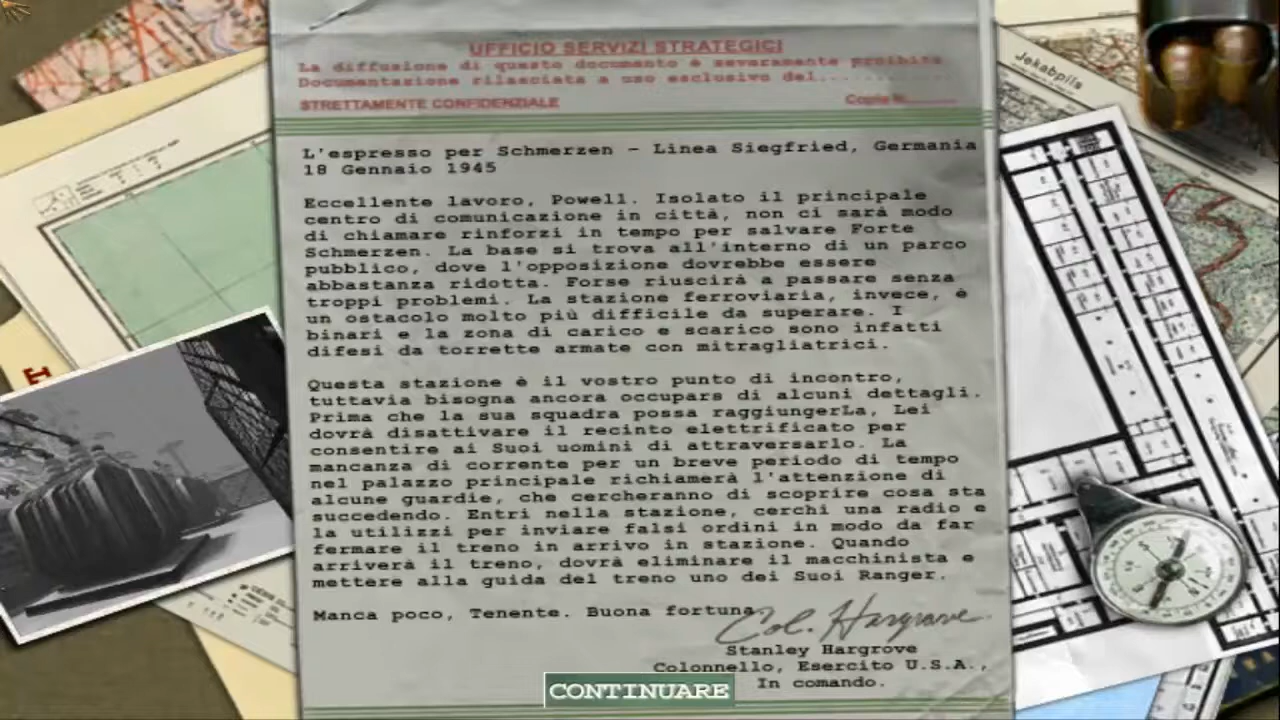 UFFICIO SERVIZI STRATEGICI
La diffusione di questo documento è severamente proibita
Documentazione rilasciata a uso esclusivo del..............
STRETTAMENTE CONFIDENZIALE
Copia N.
L'espresso per Schmerzen - Linea Siegfried, Germania
18 Gennaio 1945
Eccellente lavoro, Powell. Isolato il principale
centro di comunicazione in città, non ci sarà modo
di chiamare rinforzi in tempo per salvare Forte
Schmerzen. La base si trova all'interno di un parco
pubblico, dove l'opposizione dovrebbe essere
abbastanza ridotta. Forse riuscirà a passare senza
troppi problemi. La stazione ferroviaria, invece, è
un ostacolo molto più difficile da superare. I
binari e la zona di carico e scarico sono infatti
difesi da torrette armate con mitragliatrici.
Questa stazione è il vostro punto di incontro,
tuttavia bisogna ancora occupars di alcuni dettagli.
Prima che la sua squadra possa raggiungerLa, Lei
dovrà disattivare il recinto elettrificato per
consentire ai Suoi uomini di attraversarlo. La
mancanza di corrente per un breve periodo di tempo
nel palazzo principale richiamerà l'attenzione di
alcune guardie, che cercheranno di scoprire cosa sta
succedendo. Entri nella stazione, cerchi una radio e
la utilizzi per inviare falsi ordini in modo da far
fermare il treno in arrivo in stazione. Quando
arriverà il treno, dovrà eliminare il macchinista e
mettere alla guida del treno uno dei Suoi Ranger.
Manca poco, Tenente. Buona fortuna.
Col. Hargrove
Stanley Hargrove
Colonnello, Esercito U.S.A.,
In comando.
CONTINUARE
Jekabpils